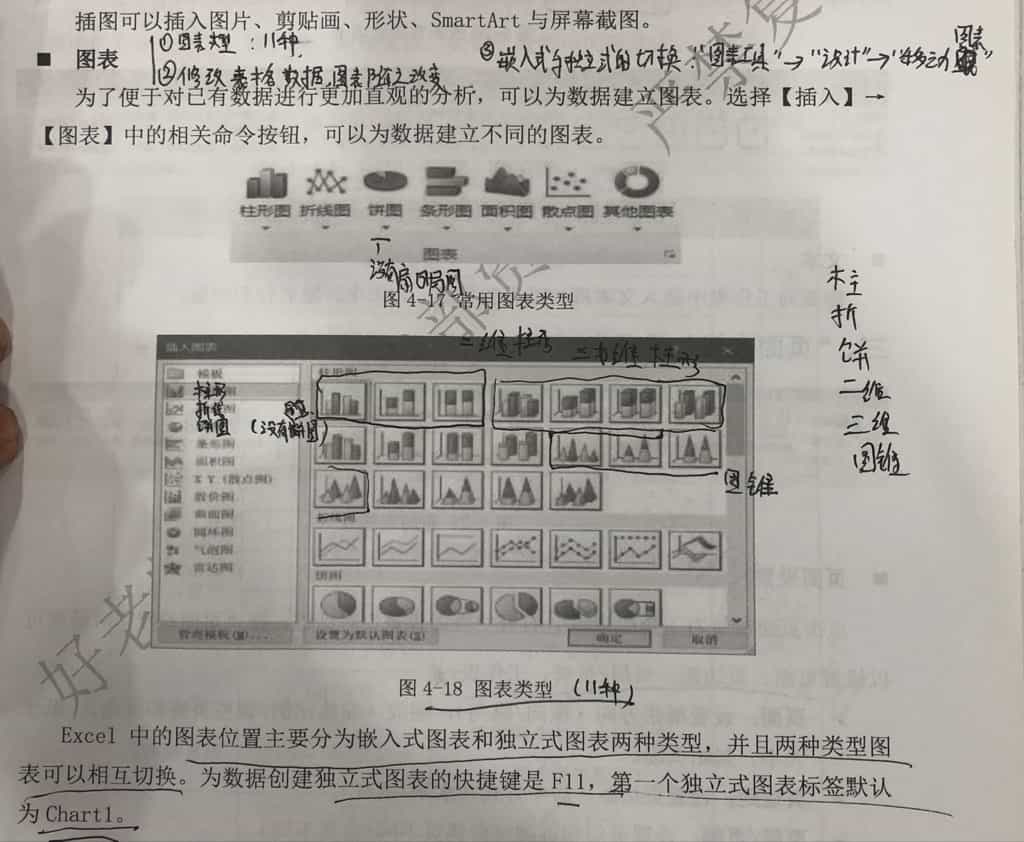 插图可以插入图片、剪贴画、形状、SmartArt 与屏幕截图。
■ 图表
①图表类型：11种
②修改表格数据,图表随之改变
③嵌入式与独立式的切换："图表工具"→"设计"→"移动图表"
为了便于对已有数据进行更加直观的分析，可以为数据建立图表。选择【插入】→
【图表】中的相关命令按钮，可以为数据建立不同的图表。
柱形图 折线图 饼图 条形图 面积图 散点图 其他图表
图表
没有扇图
图 4-17 常用图表类型
柱
折
饼
二维
三维
圆锥
插入图表
二维柱形
三维柱形
模板
柱形图
柱形
折线
饼图
(没有饼图)
条形图
面积图
X Y (散点图)
股价图
曲面图
圆环图
气泡图
雷达图
圆锥
折线图
饼图
管理模板(M)...
设置为默认图表(S)
确定
取消
图 4-18 图表类型 (11种)
Excel 中的图表位置主要分为嵌入式图表和独立式图表两种类型，并且两种类型图
表可以相互切换。为数据创建独立式图表的快捷键是 F11，第一个独立式图表标签默认
为 Chart1。
严禁复
部资
好老